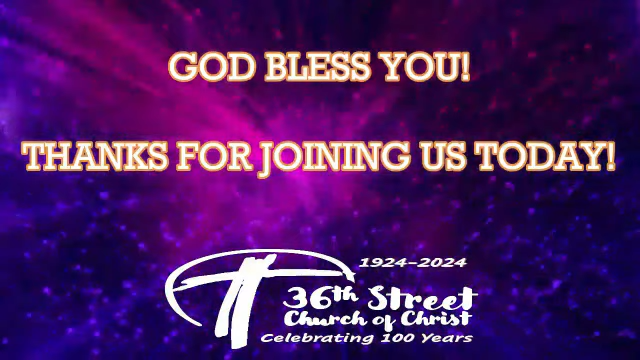 GOD BLESS YOU!
THANKS FOR JOINING US TODAY!
1924-2024
36th Street
Church of Christ
Celebrating 100 Years